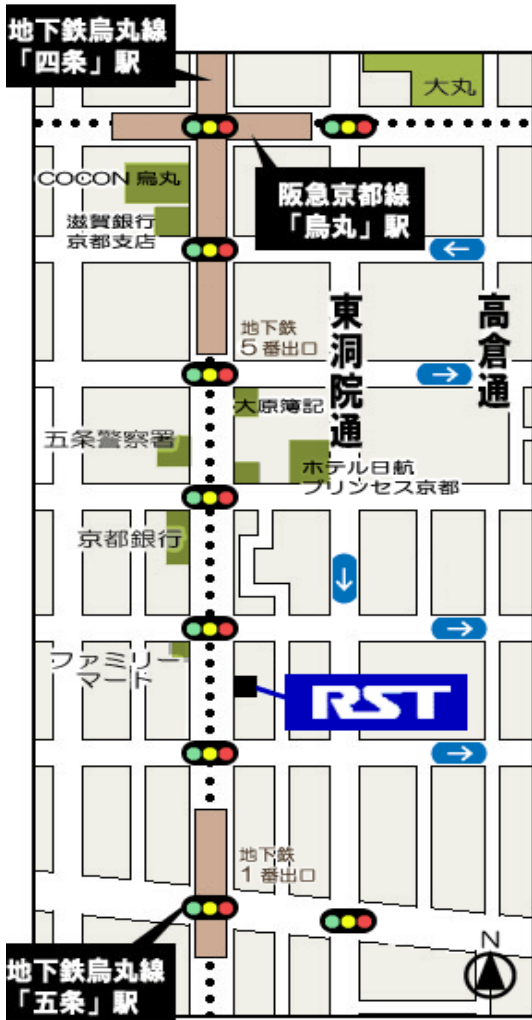 地下鉄烏丸線
「四条」駅
大丸
COCON 烏丸
阪急京都線
「烏丸」駅
滋賀銀行
京都支店
地下鉄
5番出口
東洞院通
高倉通
大原簿記
五条警察署
ホテル日航
プリンセス京都
京都銀行
ファミリー
マート
RST
地下鉄
1番出口
地下鉄烏丸線
「五条」駅
N